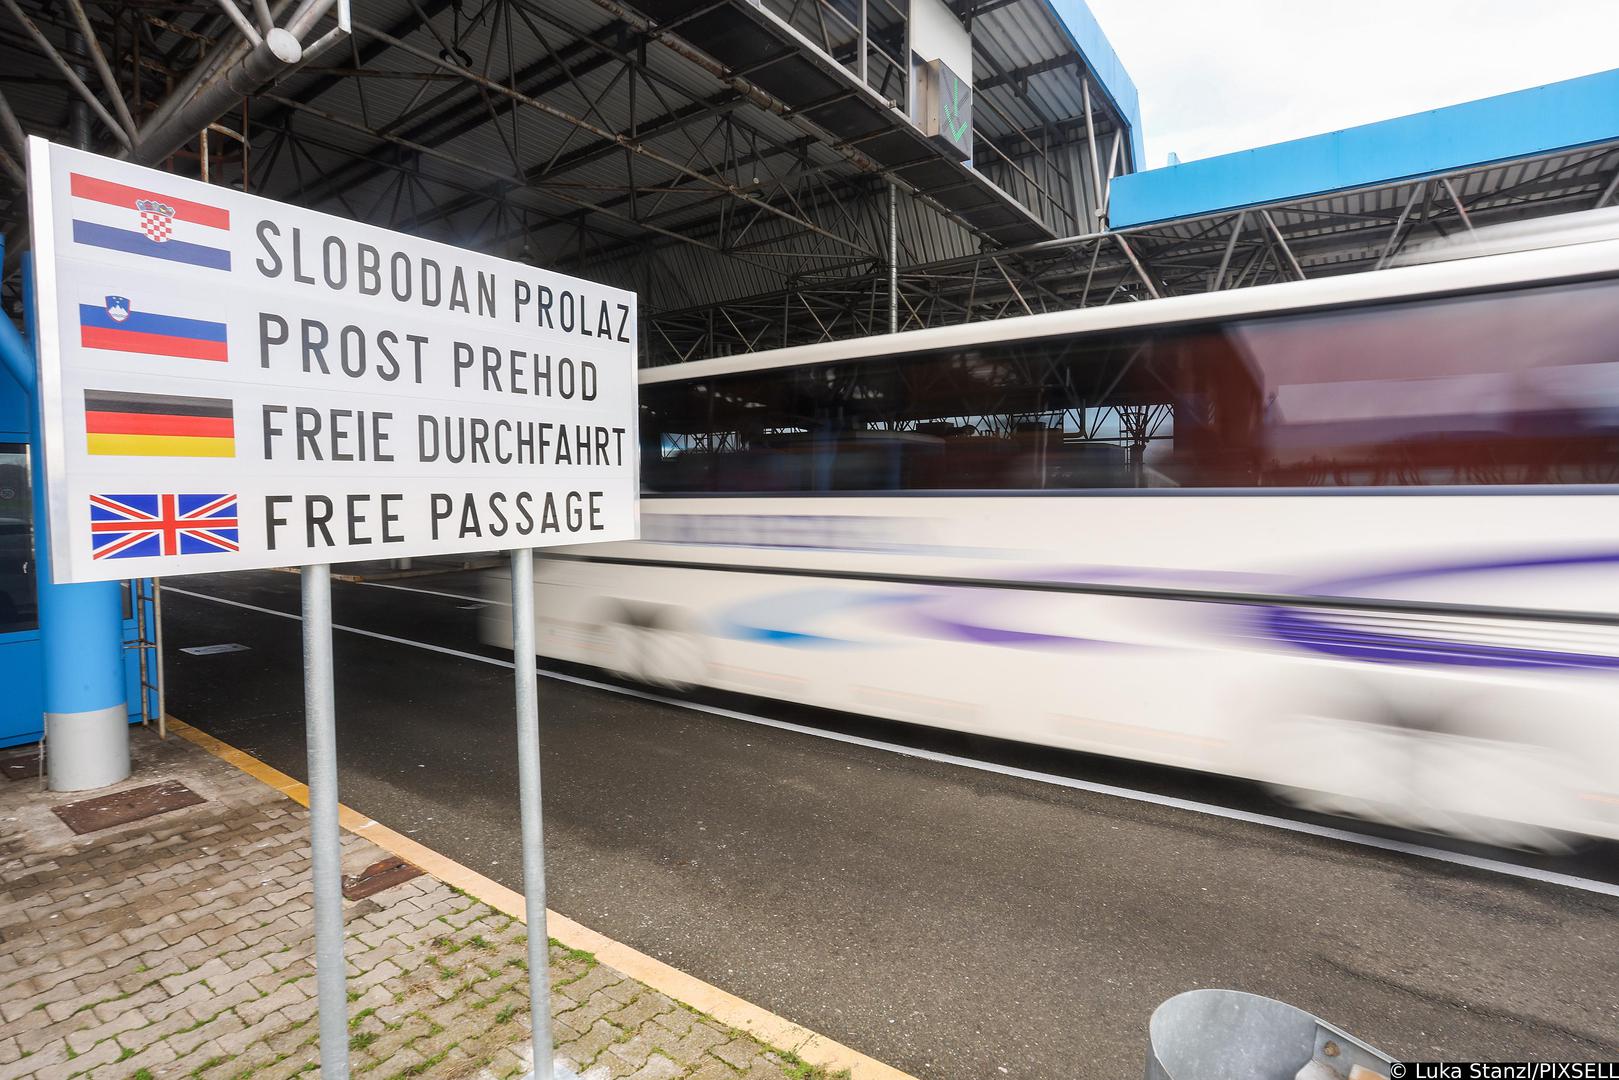 SLOBODAN PROLAZ
PROST PREHOD
FREIE DURCHFAHRT
FREE PASSAGE
© Luka Stanzl/PIXSELL